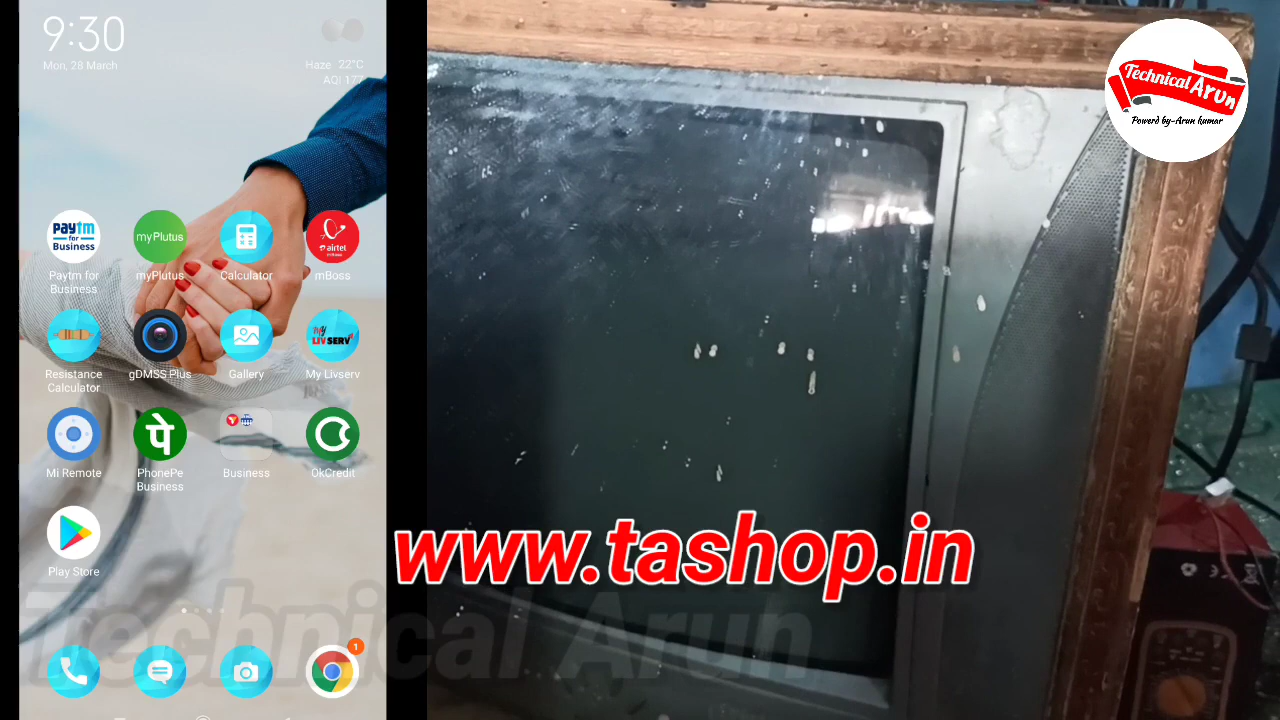 9:30
Mon, 28 March
Haze 22°C
AQI 177
Paytm for Business
Paytm for
Business
myPlutus
myPlutus
Calculator
airtel
mBoss
Resistance
Calculator
gDMSS Plus
Gallery
My LIVSERV
My Livserv
Mi Remote
पे
PhonePe
Business
Business
OkCredit
Play Store
1
Technical Arun
Powerd by-Arun kumar
www.tashop.in
Technical Arun